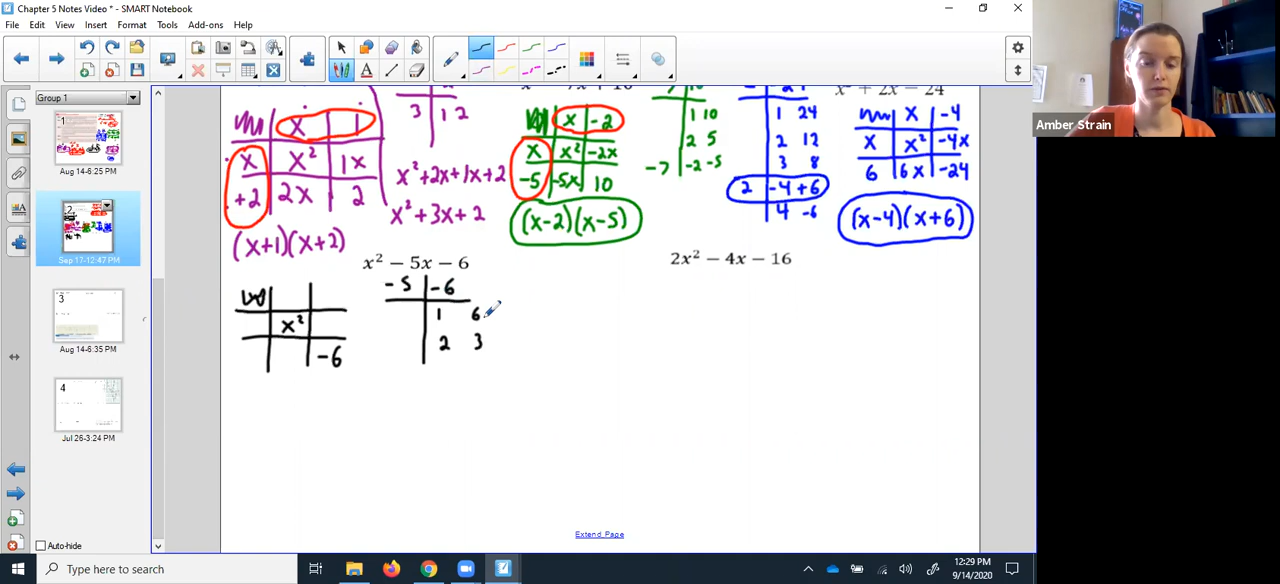 Chapter 5 Notes Video * - SMART Notebook
File Edit View Insert Format Tools Add-ons Help
Group 1
1
Aug 14-6:25 PM
2
Sep 17-12:47 PM
3
Aug 14-6:35 PM
4
Jul 26-3:24 PM
Auto-hide
Amber Strain
x 1
x x² 1x
+2 2x 2
(x+1)(x+2)
3 12
x²+2x+1x+2
x²+3x+2
x -2
x x² -2x
-5 -5x 10
(x-2)(x-5)
1 10
2 5
-7 -2 -5
1 24
2 12
3 8
2 -4 +6
4 -6
x² + 2x − 24
x -4
x x² -4x
6 6x -24
(x-4)(x+6)
x² − 5x − 6
-5 -6
1 6
2 3
x²
-6
2x² − 4x − 16
Extend Page
Type here to search
12:29 PM
9/14/2020